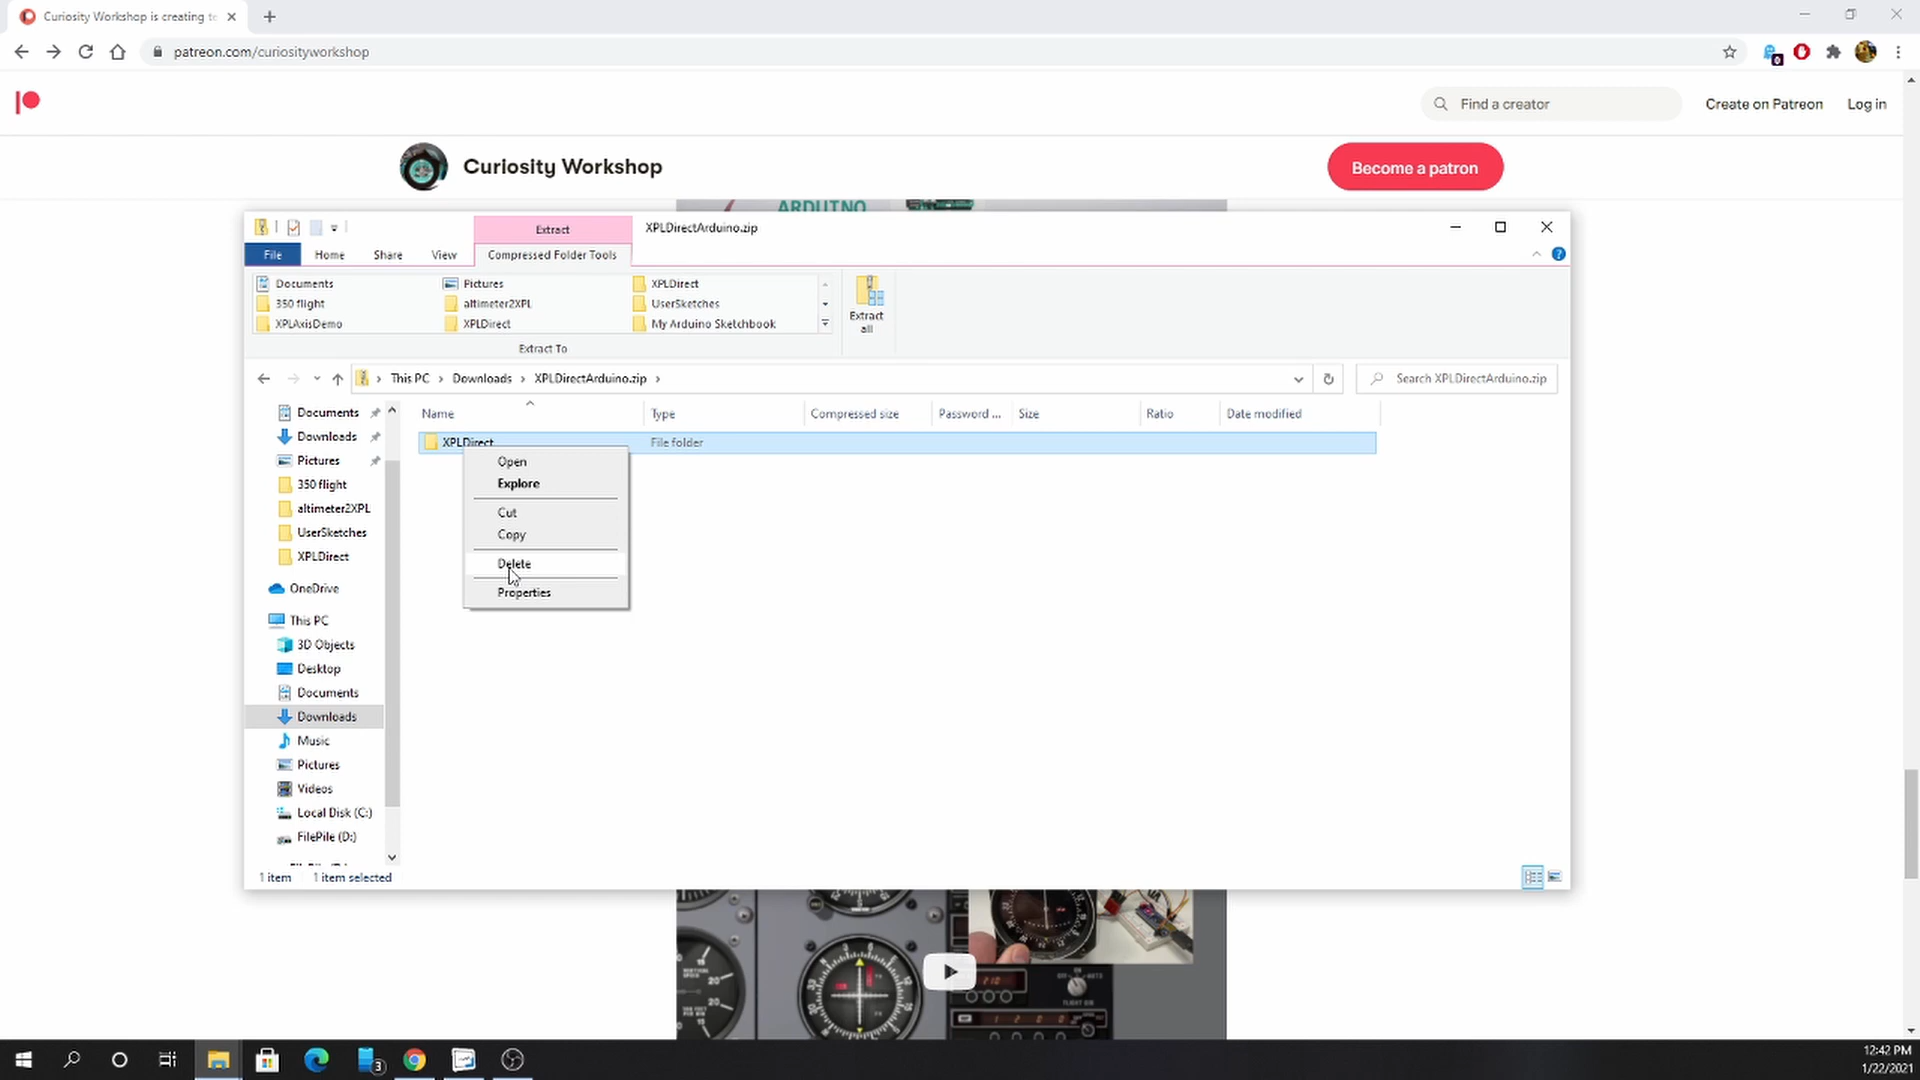 Curiosity Workshop is creating te
patreon.com/curiosityworkshop
0
Find a creator
Create on Patreon
Log in
Curiosity Workshop
Become a patron
ARDUINO
Extract
XPLDirectArduino.zip
File
Home
Share
View
Compressed Folder Tools
Documents
Pictures
XPLDirect
350 flight
altimeter2XPL
UserSketches
XPLAxisDemo
XPLDirect
My Arduino Sketchbook
Extract all
Extract To
This PC > Downloads > XPLDirectArduino.zip >
Search XPLDirectArduino.zip
Name
Type
Compressed size
Password ...
Size
Ratio
Date modified
XPLDirect
File folder
Open
Explore
Cut
Copy
Delete
Properties
Documents
Downloads
Pictures
350 flight
altimeter2XPL
UserSketches
XPLDirect
OneDrive
This PC
3D Objects
Desktop
Documents
Downloads
Music
Pictures
Videos
Local Disk (C:)
FilePile (D:)
1 item
1 item selected
3
12:42 PM
1/22/2021